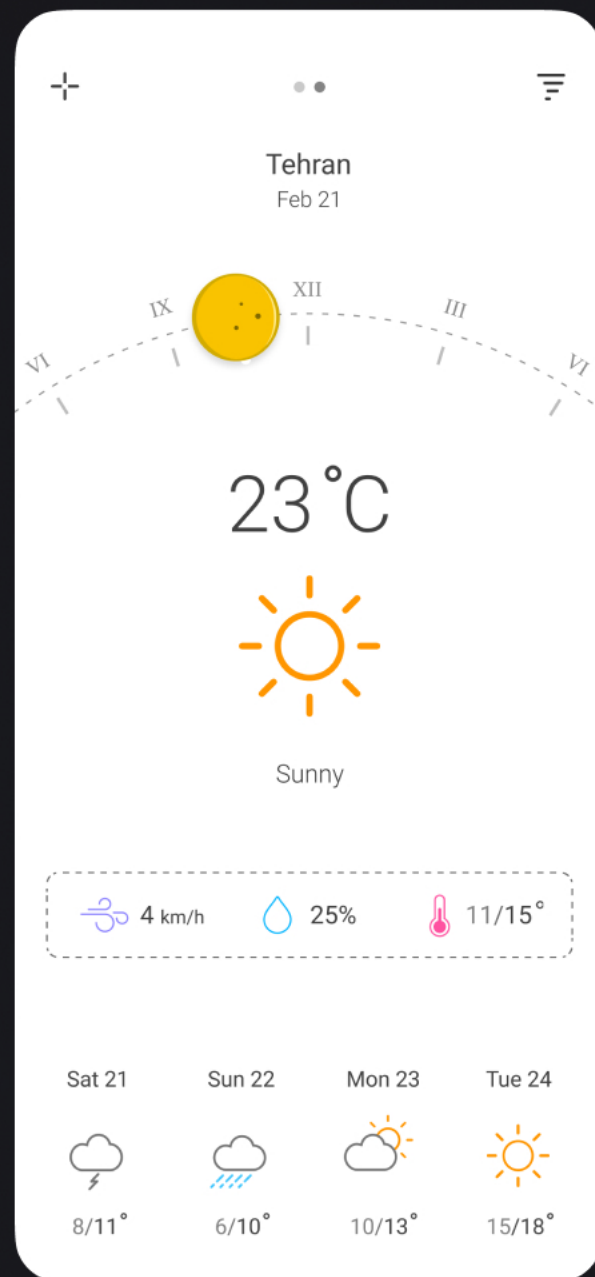 Tehran
Feb 21
VI IX XII III VI
23°C
Sunny
4 km/h 25% 11/15°
Sat 21 Sun 22 Mon 23 Tue 24
8/11° 6/10° 10/13° 15/18°